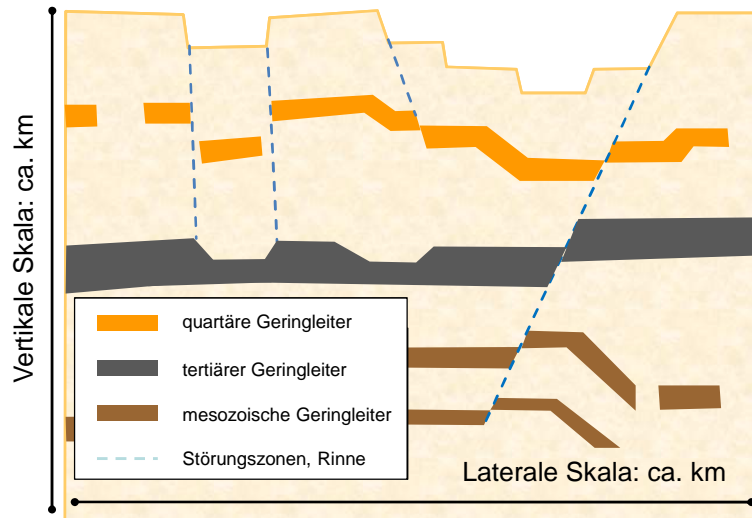 Vertikale Skala: ca. km
quartäre Geringleiter
tertiärer Geringleiter
mesozoische Geringleiter
Störungszonen, Rinne
Laterale Skala: ca. km